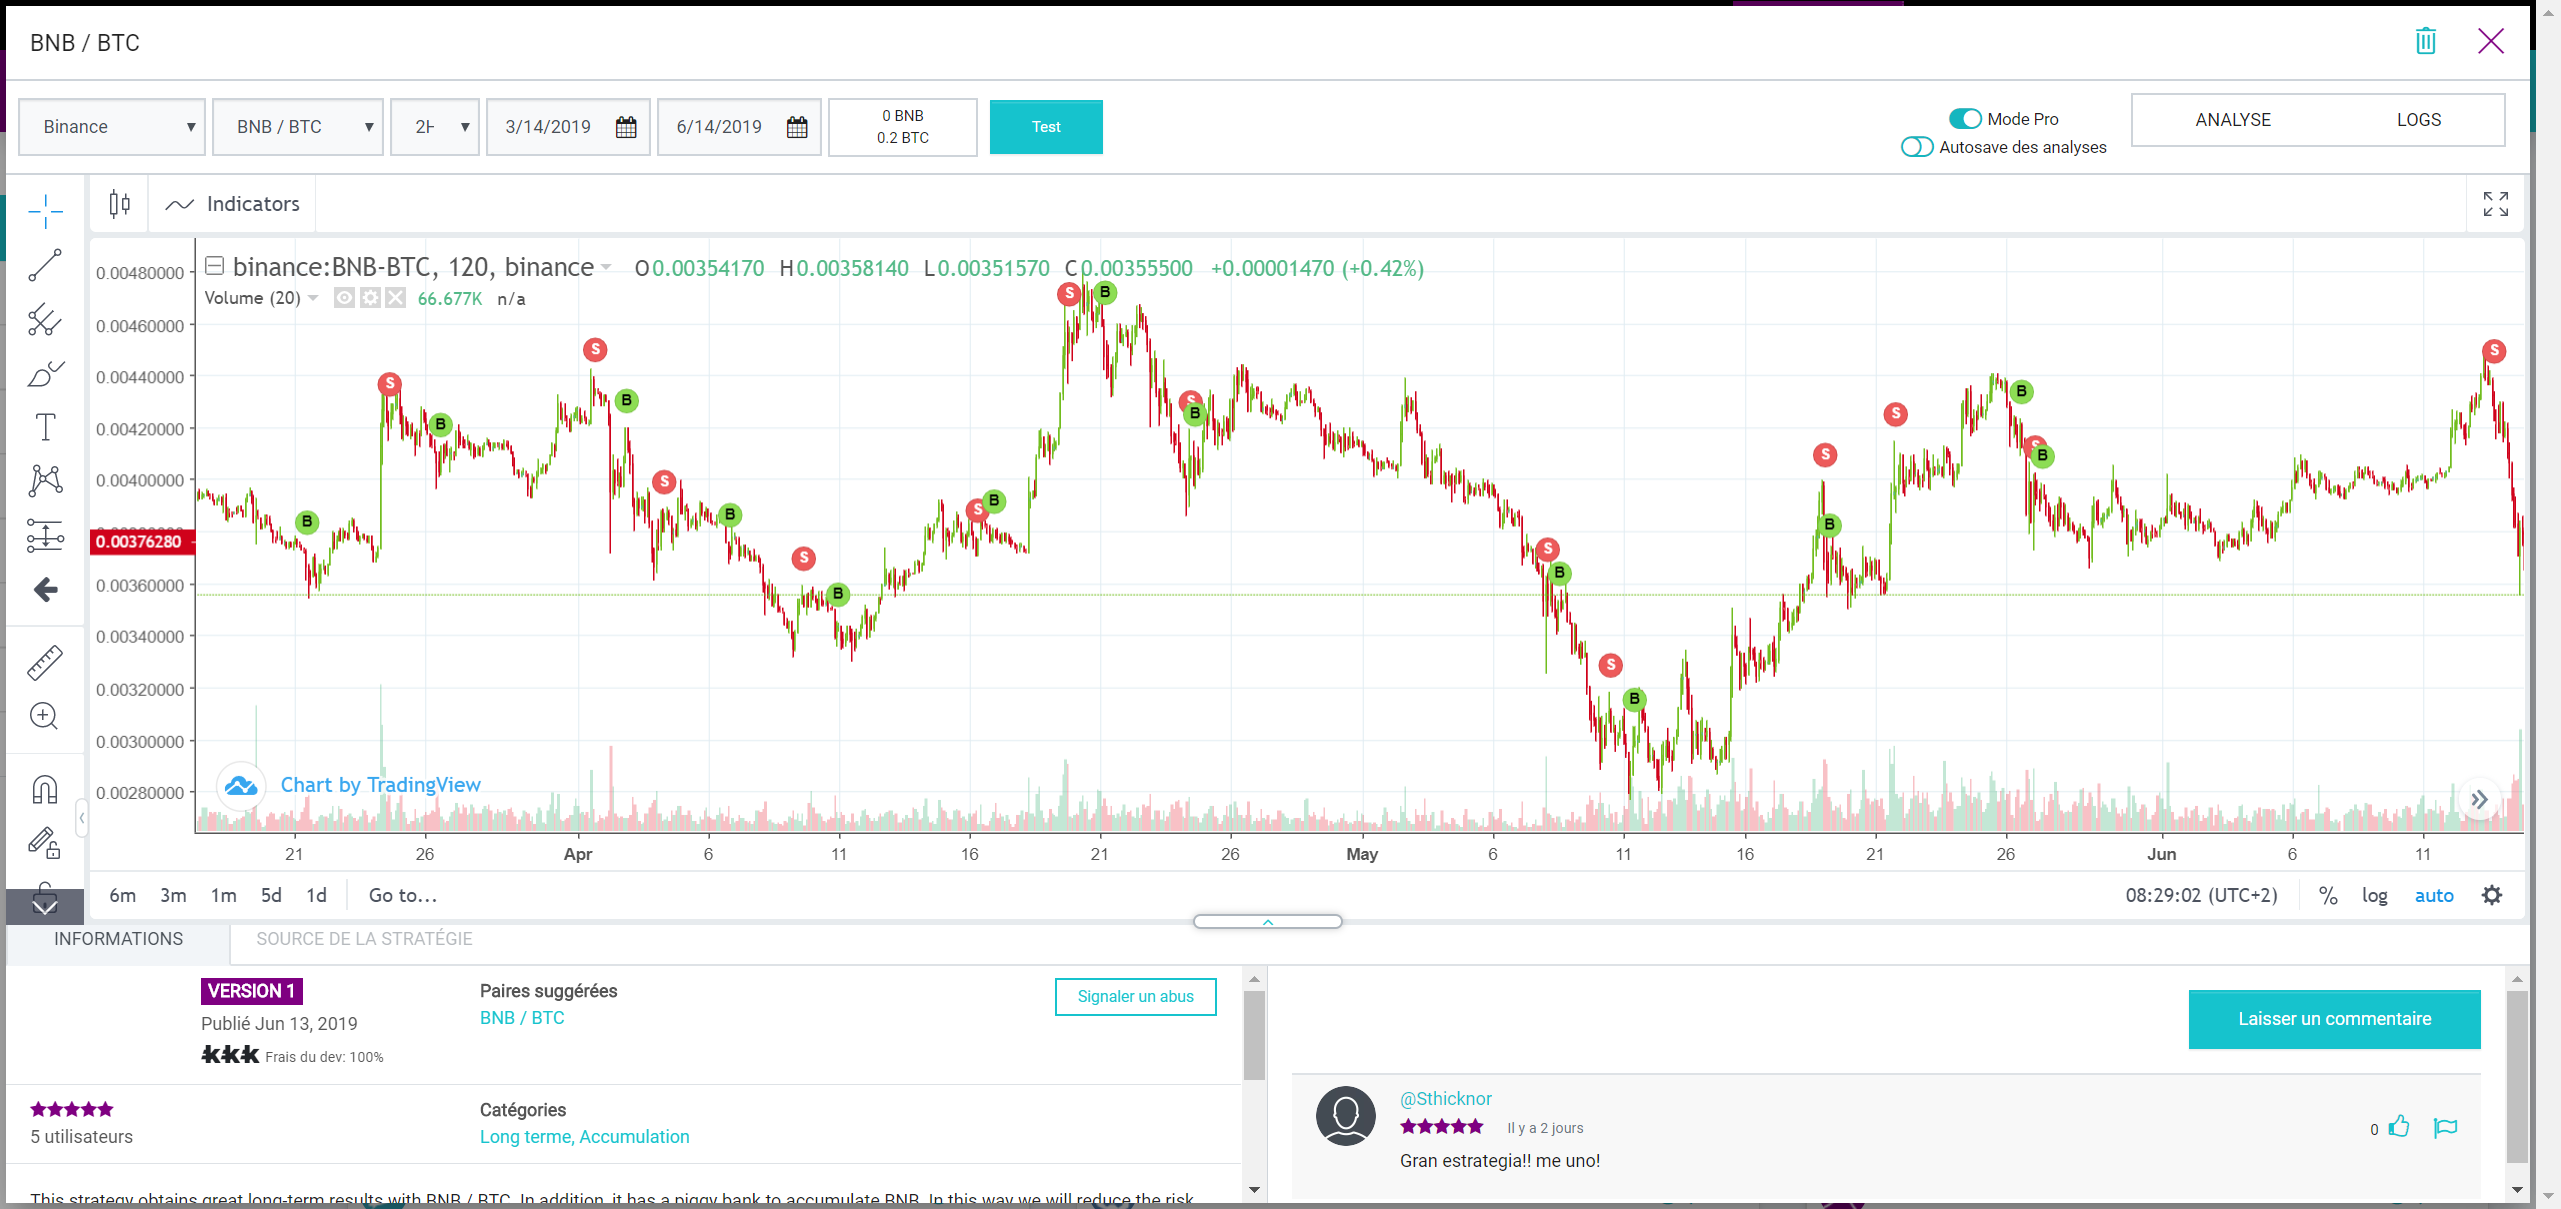 BNB / BTC
Binance
BNB / BTC
2H
3/14/2019
6/14/2019
0 BNB
0.2 BTC
Test
Mode Pro
Autosave des analyses
ANALYSE
LOGS
Indicators
binance:BNB-BTC, 120, binance
O0.00354170 H0.00358140 L0.00351570 C0.00355500 +0.00001470 (+0.42%)
Volume (20) 66.677K n/a
0.00480000
0.00460000
0.00440000
0.00420000
0.00400000
0.00376280
0.00360000
0.00340000
0.00320000
0.00300000
0.00280000
S
B
S
B
S
B
S
B
S
B
S
B
S
B
S
B
S
B
S
B
S
B
S
B
S
Chart by TradingView
21 26 Apr 6 11 16 21 26 May 6 11 16 21 26 Jun 6 11
6m 3m 1m 5d 1d Go to...
08:29:02 (UTC+2) % log auto
INFORMATIONS
SOURCE DE LA STRATÉGIE
VERSION 1
Publié Jun 13, 2019
Frais du dev: 100%
Paires suggérées
BNB / BTC
Signaler un abus
5 utilisateurs
Catégories
Long terme, Accumulation
This strategy obtains great long-term results with BNB / BTC. In addition, it has a piggy bank to accumulate BNB. In this way we will reduce the risk
Laisser un commentaire
@Sthicknor
Il y a 2 jours
0
Gran estrategia!! me uno!